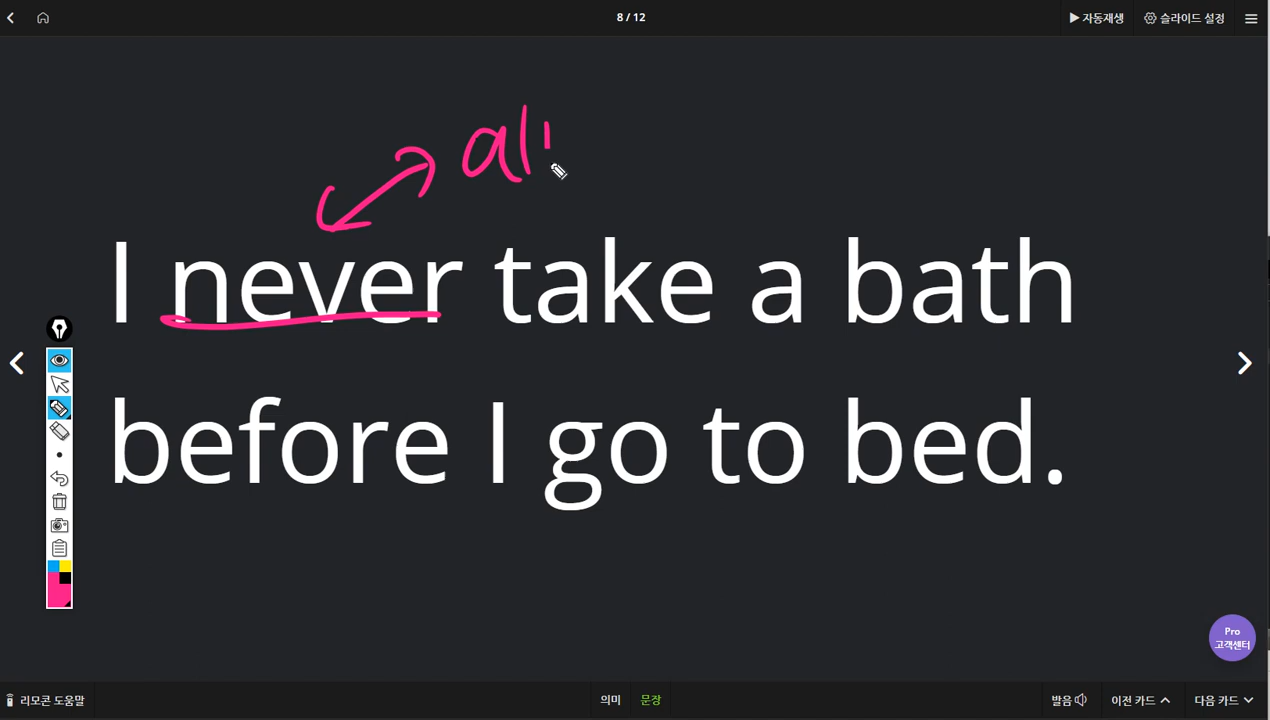 8 / 12
자동재생
슬라이드 설정
al
I never take a bath
before I go to bed.
Pro
고객센터
리모콘 도움말
의미
문장
발음
이전 카드
다음 카드